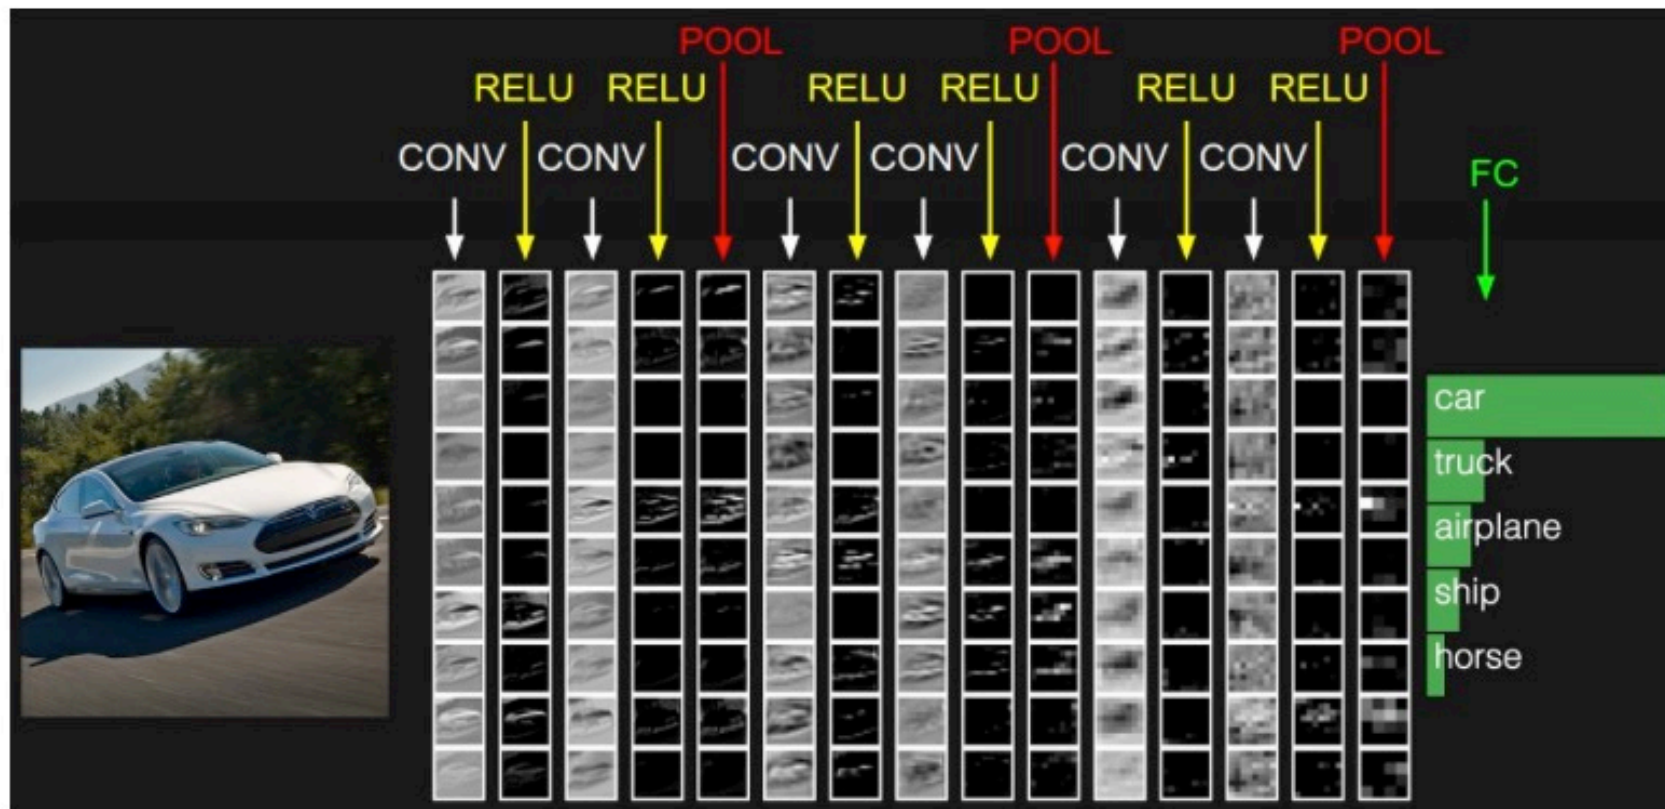 POOL POOL POOL
RELU RELU RELU RELU RELU RELU
CONV CONV CONV CONV CONV CONV
FC
car
truck
airplane
ship
horse